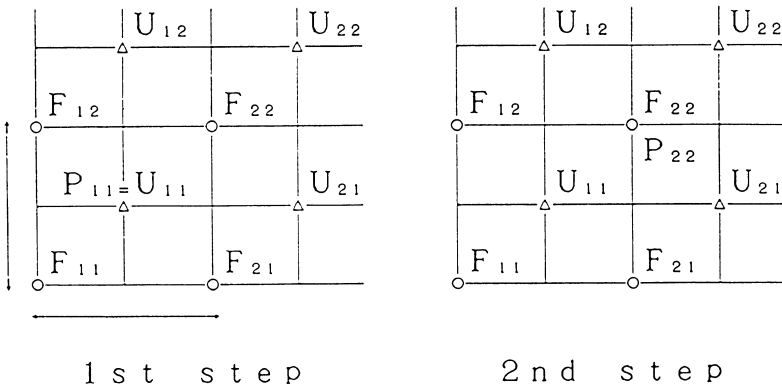 U₁₂ U₂₂
F₁₂ F₂₂
P₁₁=U₁₁ U₂₁
F₁₁ F₂₁
1st step
U₁₂ U₂₂
F₁₂ F₂₂
P₂₂
U₁₁ U₂₁
F₁₁ F₂₁
2nd step